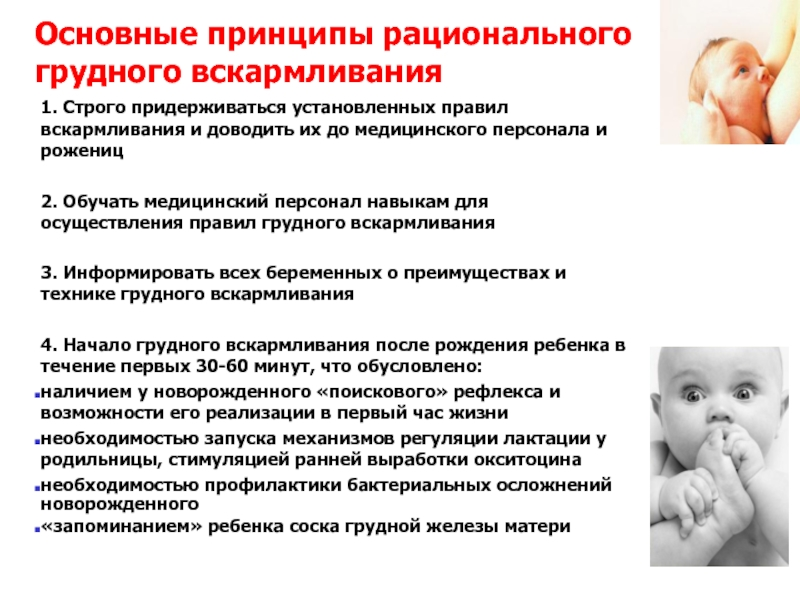 Основные принципы рационального
грудного вскармливания
1. Строго придерживаться установленных правил
вскармливания и доводить их до медицинского персонала и
рожениц
2. Обучать медицинский персонал навыкам для
осуществления правил грудного вскармливания
3. Информировать всех беременных о преимуществах и
технике грудного вскармливания
4. Начало грудного вскармливания после рождения ребенка в
течение первых 30-60 минут, что обусловлено:
наличием у новорожденного «поискового» рефлекса и
возможности его реализации в первый час жизни
необходимостью запуска механизмов регуляции лактации у
родильницы, стимуляцией ранней выработки окситоцина
необходимостью профилактики бактериальных осложнений
новорожденного
«запоминанием» ребенка соска грудной железы матери